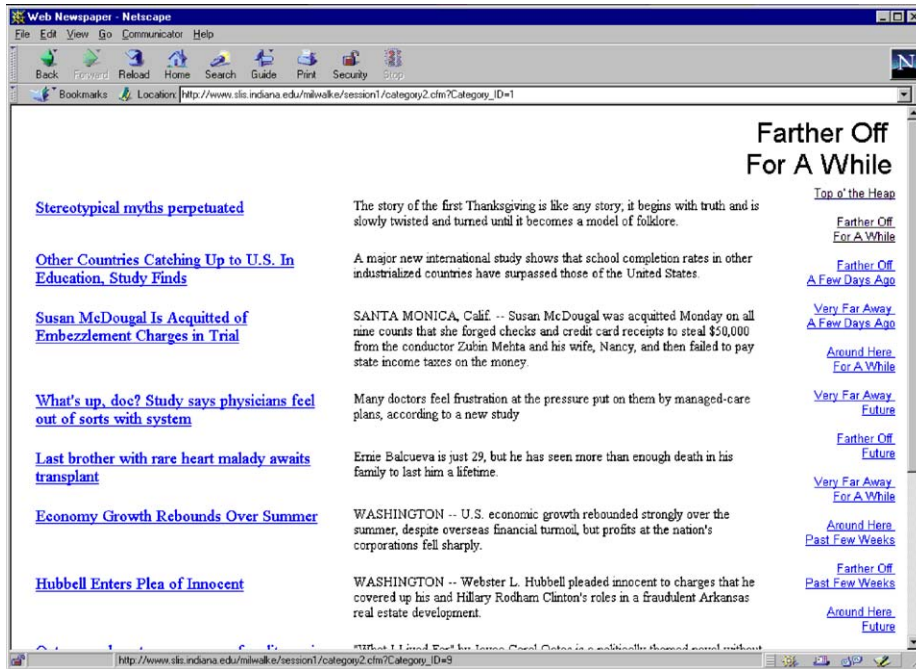 Web Newspaper - Netscape
File Edit View Go Communicator Help
Back Forward Reload Home Search Guide Print Security Stop
N
Bookmarks Location: http://www.slis.indiana.edu/milwalke/session1/category2.cfm?Category_ID=1
Farther Off
For A While
Stereotypical myths perpetuated
The story of the first Thanksgiving is like any story; it begins with truth and is
slowly twisted and turned until it becomes a model of folklore.
Other Countries Catching Up to U.S. In
Education, Study Finds
A major new international study shows that school completion rates in other
industrialized countries have surpassed those of the United States.
Susan McDougal Is Acquitted of
Embezzlement Charges in Trial
SANTA MONICA, Calif. -- Susan McDougal was acquitted Monday on all
nine counts that she forged checks and credit card receipts to steal $50,000
from the conductor Zubin Mehta and his wife, Nancy, and then failed to pay
state income taxes on the money.
What's up, doc? Study says physicians feel
out of sorts with system
Many doctors feel frustration at the pressure put on them by managed-care
plans, according to a new study
Last brother with rare heart malady awaits
transplant
Ernie Balcueva is just 29, but he has seen more than enough death in his
family to last him a lifetime.
Economy Growth Rebounds Over Summer
WASHINGTON -- U.S. economic growth rebounded strongly over the
summer, despite overseas financial turmoil, but profits at the nation's
corporations fell sharply.
Hubbell Enters Plea of Innocent
WASHINGTON -- Webster L. Hubbell pleaded innocent to charges that he
covered up his and Hillary Rodham Clinton's roles in a fraudulent Arkansas
real estate development.
"What I Lived For" by Joyce Carol Oates is a politically themed novel without
Top o' the Heap
Farther Off
For A While
Farther Off
A Few Days Ago
Very Far Away
A Few Days Ago
Around Here
For A While
Very Far Away
Future
Farther Off
Future
Very Far Away
For A While
Around Here
Past Few Weeks
Farther Off
Past Few Weeks
Around Here
Future
http://www.slis.indiana.edu/milwalke/session1/category2.cfm?Category_ID=9